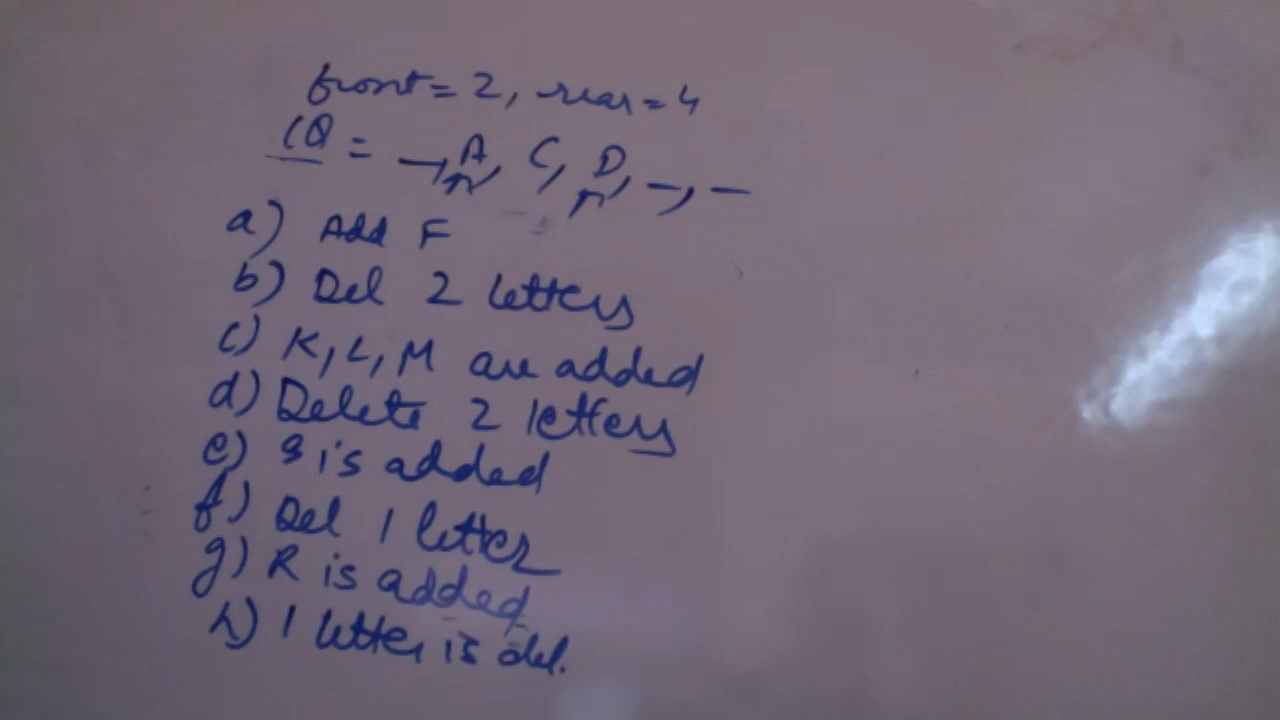 front = 2, rear = 4
CQ = —, A, C, D, —, —
a) Add F
b) Del 2 letters
c) K, L, M are added
d) Delete 2 letters
e) is added
f) Del 1 letter
g) R is added
h) 1 letter is del.